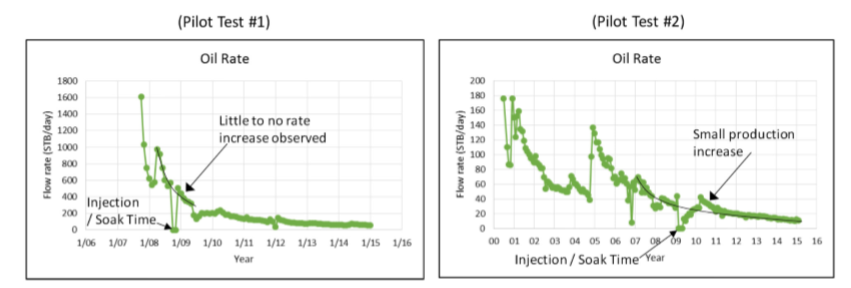 (Pilot Test #1)
Oil Rate
Flow rate (STB/day)
1800
1600
1400
1200
1000
800
600
400
200
0
Little to no rate
increase observed
Injection
/ Soak Time
1/06 1/07 1/08 1/09 1/10 1/11 1/12 1/13 1/14 1/15 1/16
Year
(Pilot Test #2)
Oil Rate
Flow rate (STB/day)
200
180
160
140
120
100
80
60
40
20
0
Small production
increase
00 01 02 03 04 05 06 07 08 09 10 11 12 13 14 15 16
Injection / Soak Time
Year